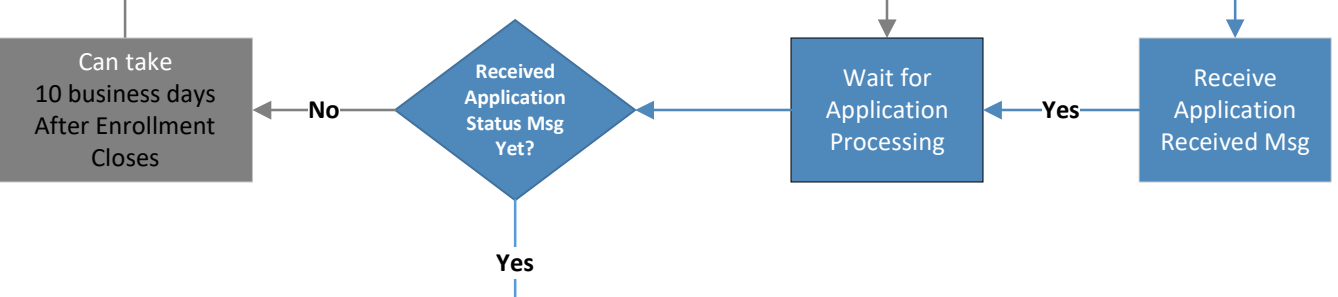 Can take
10 business days
After Enrollment
Closes
No
Received
Application
Status Msg
Yet?
Wait for
Application
Processing
Yes
Receive
Application
Received Msg
Yes